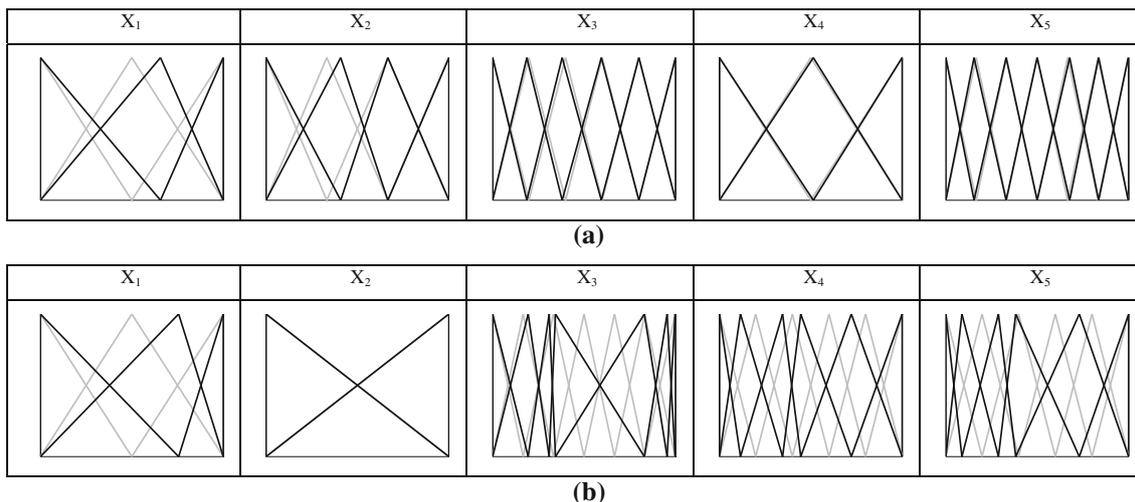 X₁ X₂ X₃ X₄ X₅
(a)
X₁ X₂ X₃ X₄ X₅
(b)